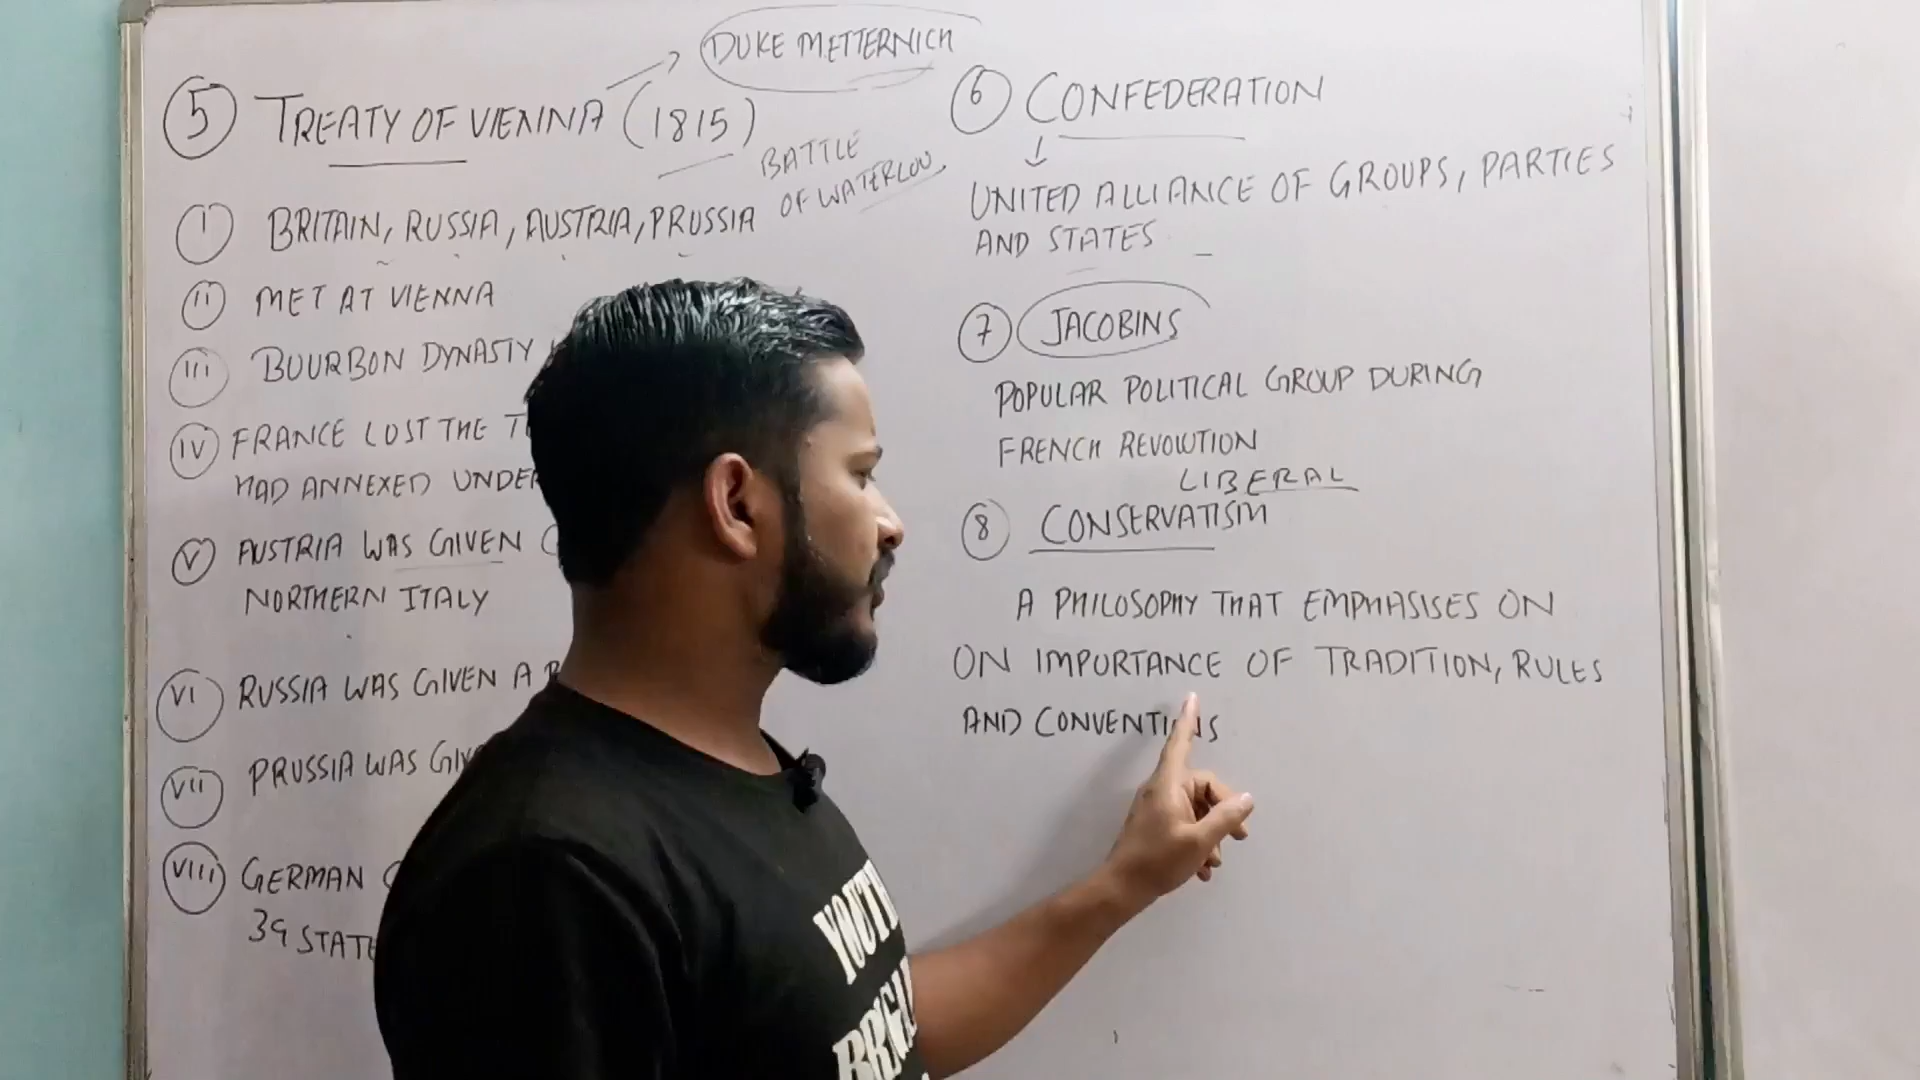 DUKE METTERNICH
5 TREATY OF VIENNA (1815)
BATTLE
OF WATERLOO
I BRITAIN, RUSSIA, AUSTRIA, PRUSSIA
II MET AT VIENNA
III BOURBON DYNASTY
IV FRANCE LOST THE
HAD ANNEXED UNDER
V AUSTRIA WAS GIVEN
NORTHERN ITALY
VI RUSSIA WAS GIVEN A
VII PRUSSIA WAS
VIII GERMAN
39 STATE
6 CONFEDERATION
UNITED ALLIANCE OF GROUPS, PARTIES
AND STATES
7 JACOBINS
POPULAR POLITICAL GROUP DURING
FRENCH REVOLUTION
LIBERAL
8 CONSERVATISM
A PHILOSOPHY THAT EMPHASISES ON
ON IMPORTANCE OF TRADITION, RULES
AND CONVENTIONS
YOUTH